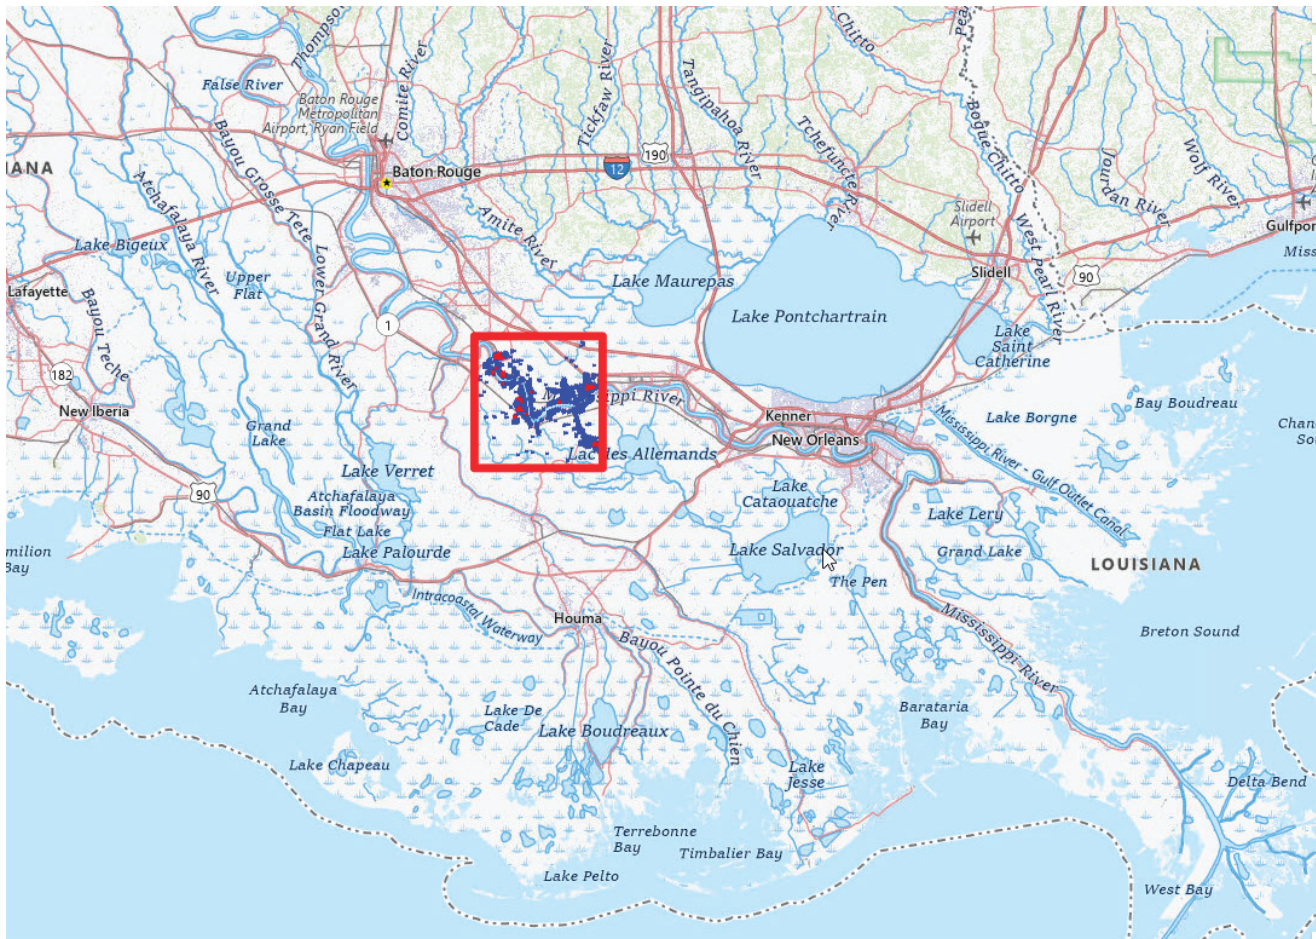 Thompson
False River
Baton Rouge
Metropolitan
Airport, Ryan Field
Comite River
Tickfaw River
Tangipahoa River
Chitto
Tchefuncte River
Bogue Chitto
Jourdan River
Wolf River
190
12
IANA
Baton Rouge
Bayou Grosse Tete
Atchafalaya River
Lower Grand River
Amite River
Slidell
Airport
West Pearl River
Gulfpor
Miss
Lake Bigeux
Upper
Flat
Lake Maurepas
Slidell
90
Lafayette
Bayou Teche
1
Lake Pontchartrain
Lake
Saint
Catherine
182
New Iberia
Mississippi River
Kenner
New Orleans
Lake Borgne
Bay Boudreau
Chan
So
Grand
Lake
Lake Verret
Lac des Allemands
Mississippi River - Gulf Outlet Canal
90
Atchafalaya
Basin Floodway
Flat Lake
Lake Palourde
Lake
Cataouatche
Lake Lery
milion
Bay
Lake Salvador
Grand Lake
The Pen
LOUISIANA
Intracoastal Waterway
Houma
Bayou Pointe du Chien
Mississippi River
Breton Sound
Atchafalaya
Bay
Lake De
Cade
Lake Boudreaux
Barataria
Bay
Lake Chapeau
Lake
Jesse
Delta Bend
Terrebonne
Bay
Timbalier Bay
Lake Pelto
West Bay